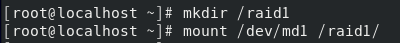 [root@localhost ~]# mkdir /raid1
[root@localhost ~]# mount /dev/md1 /raid1/